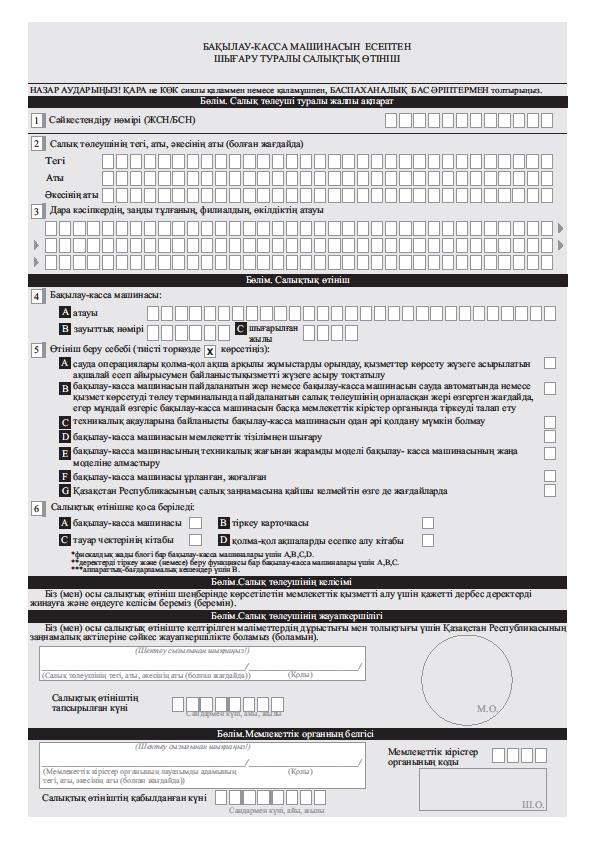 БАҚЫЛАУ-КАССА МАШИНАСЫН ЕСЕПТЕН
ШЫҒАРУ ТУРАЛЫ САЛЫҚТЫҚ ӨТІНІШ
НАЗАР АУДАРЫҢЫЗ! ҚАРА не КӨК сиялы қаламмен немесе қаламұшпен, БАСПАХАНАЛЫҚ БАС ӘРІПТЕРМЕН толтырыңыз.
Бөлім. Салық төлеуші туралы жалпы ақпарат
1 Сәйкестендіру нөмірі (ЖСН/БСН)
2 Салық төлеушінің тегі, аты, әкесінің аты (болған жағдайда)
Тегі
Аты
Әкесінің аты
3 Дара кәсіпкердің, заңды тұлғаның, филиалдың, өкілдіктің атауы
Бөлім. Салықтық өтініш
4 Бақылау-касса машинасы:
A атауы
B зауыттық нөмірі C шығарылған
жылы
5 Өтініш беру себебі (тиісті торкөзде X көрсетіңіз):
A сауда операциялары қолма-қол ақша арқылы жұмыстарды орындау, қызметтер көрсету жүзеге асырылатын
ақшалай есеп айырысумен байланыстықызметті жүзеге асыру тоқтатылу
B бақылау-касса машинасын пайдаланатын жер немесе бақылау-касса машинасын сауда автоматында немесе
қызмет көрсетуді төлеу терминалында пайдаланатын салық төлеушінің орналасқан жері өзгерген жағдайда,
егер мұндай өзгеріс бақылау-касса машинасын басқа мемлекеттік кірістер органында тіркеуді талап ету
C техникалық ақауларына байланысты бақылау-касса машинасын одан әрі қолдану мүмкін болмау
D бақылау-касса машинасын мемлекеттік тізілімнен шығару
E бақылау-касса машинасының техникалық жағынан жарамды моделі бақылау- касса машинасының жаңа
моделіне алмастыру
F бақылау-касса машинасы ұрланған, жоғалған
G Қазақстан Республикасының салық заңнамасына қайшы келмейтін өзге де жағдайларда
6 Салықтық өтінішке қоса беріледі:
A бақылау-касса машинасы B тіркеу карточкасы
C тауар чектерінің кітабы D қолма-қол ақшаларды есепке алу кітабы
*фискалдық жады блогі бар бақылау-касса машиналары үшін A,B,C,D.
**деректерді тіркеу және (немесе) беру функциясы бар бақылау-касса машиналары үшін A,B,C.
***аппараттық-бағдарламалық кешендер үшін B.
Бөлім.Салық төлеушінің келісімі
Біз (мен) осы салықтық өтініш шеңберінде көрсетілетін мемлекеттік қызметті алу үшін қажетті дербес деректерді
жинауға және өңдеуге келісім береміз (беремін).
Бөлім.Салық төлеушінің жауапкершілігі
Біз (мен) осы салықтық өтініште келтірілген мәліметтердің дұрыстығы мен толықтығы үшін Қазақстан Республикасының
заңнамалық актілеріне сәйкес жауапкершілікте боламыз (боламын).
(Шектеу сызығынан шықпаңыз!)
(Салық төлеушінің тегі, аты, әкесінің аты (болған жағдайда)) (Қолы)
М.О.
Салықтық өтініштің
тапсырылған күні
Сандармен күні, айы, жылы
Бөлім.Мемлекеттік органның белгісі
(Шектеу сызығынан шықпаңыз!)
(Мемлекеттік кірістер органының лауазымды адамының
тегі, аты, әкесінің аты (болған жағдайда)) (Қолы)
Мемлекеттік кірістер
органының коды
Салықтық өтініштің қабылданған күні
Сандармен күні, айы, жылы
Ш.О.